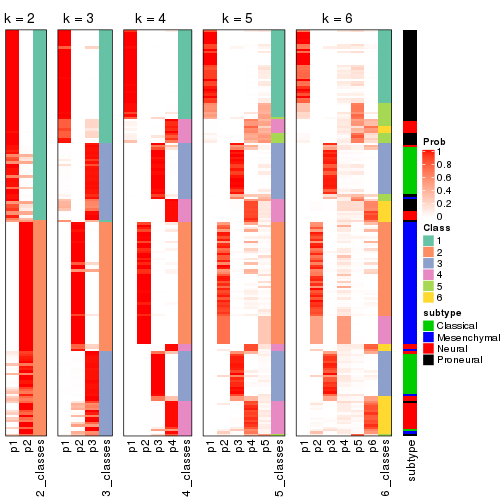 k = 2
k = 3
k = 4
k = 5
k = 6
Prob
1
0.8
0.6
0.4
0.2
0
Class
1
2
3
4
5
6
subtype
Classical
Mesenchymal
Neural
Proneural
p1
p2
2_classes
p1
p2
p3
3_classes
p1
p2
p3
p4
4_classes
p1
p2
p3
p4
p5
5_classes
p1
p2
p3
p4
p5
p6
6_classes
subtype